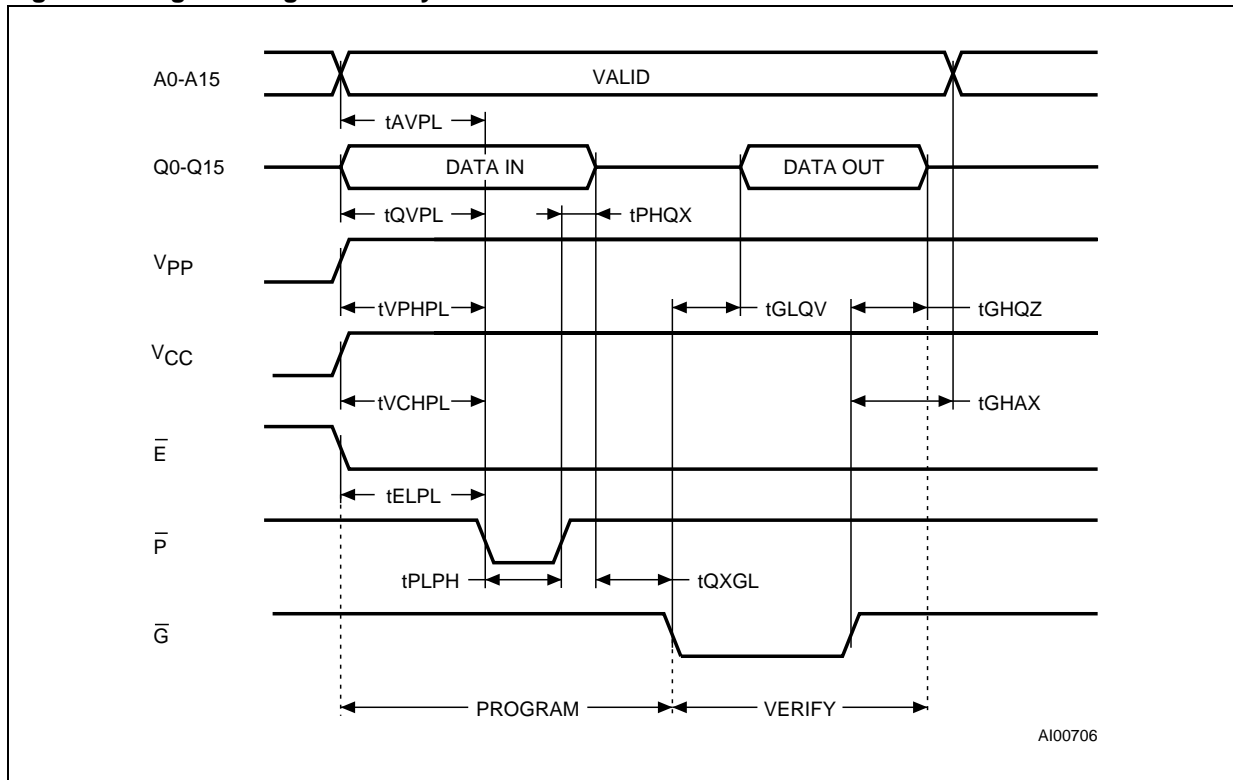 A0-A15
VALID
tAVPL
Q0-Q15
DATA IN
DATA OUT
tQVPL
tPHQX
VPP
tVPHPL
tGLQV
tGHQZ
VCC
tVCHPL
tGHAX
E̅
tELPL
P̅
tPLPH
tQXGL
G̅
PROGRAM
VERIFY
AI00706